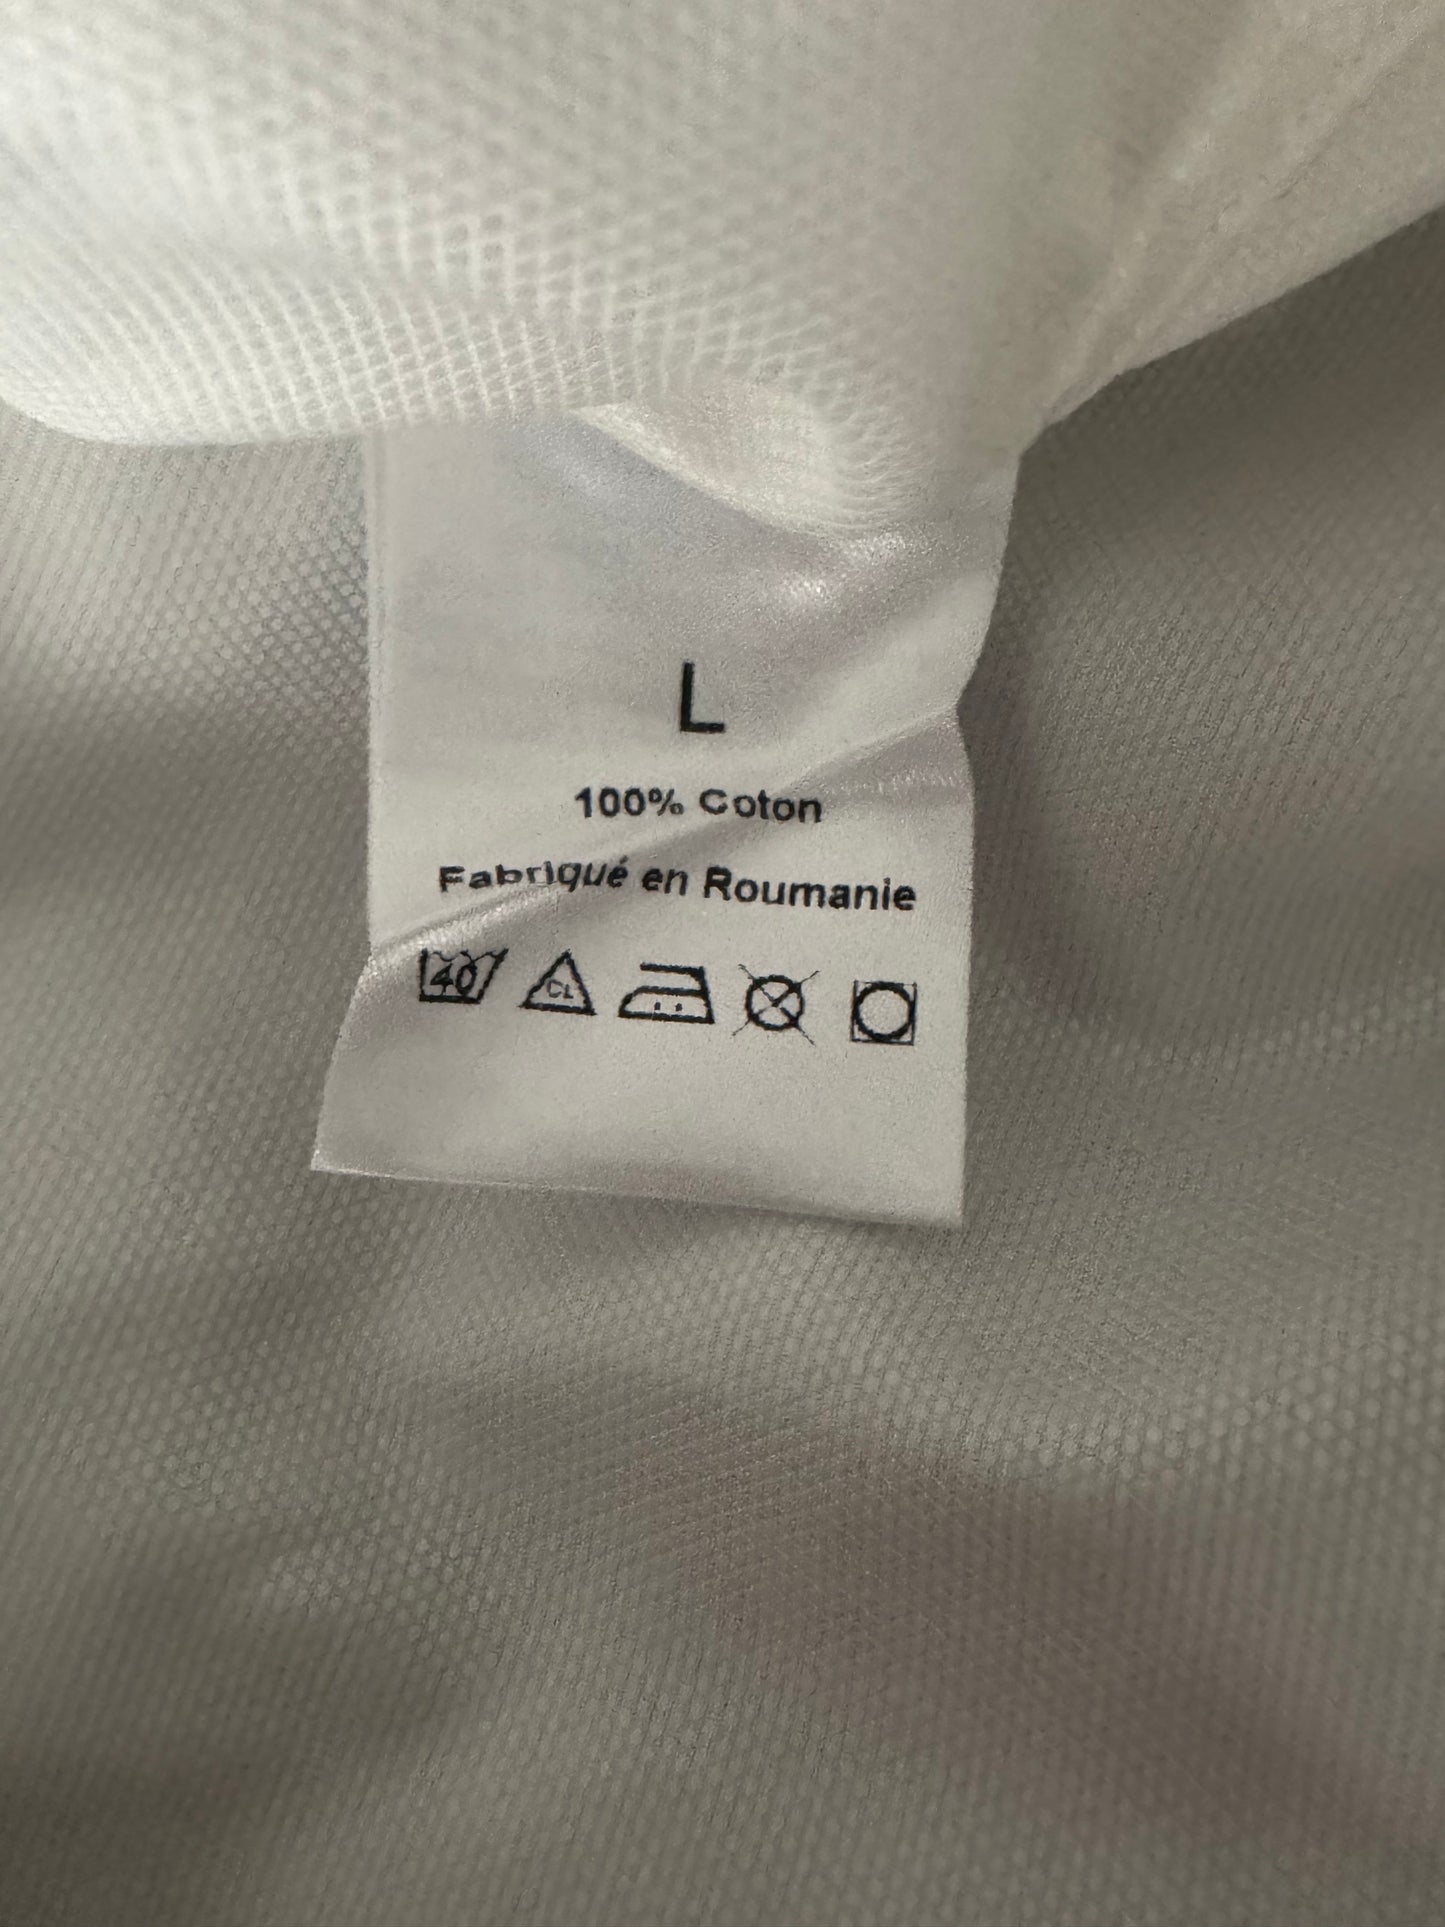 L
100% Coton
Fabriqué en Roumanie
40 CL